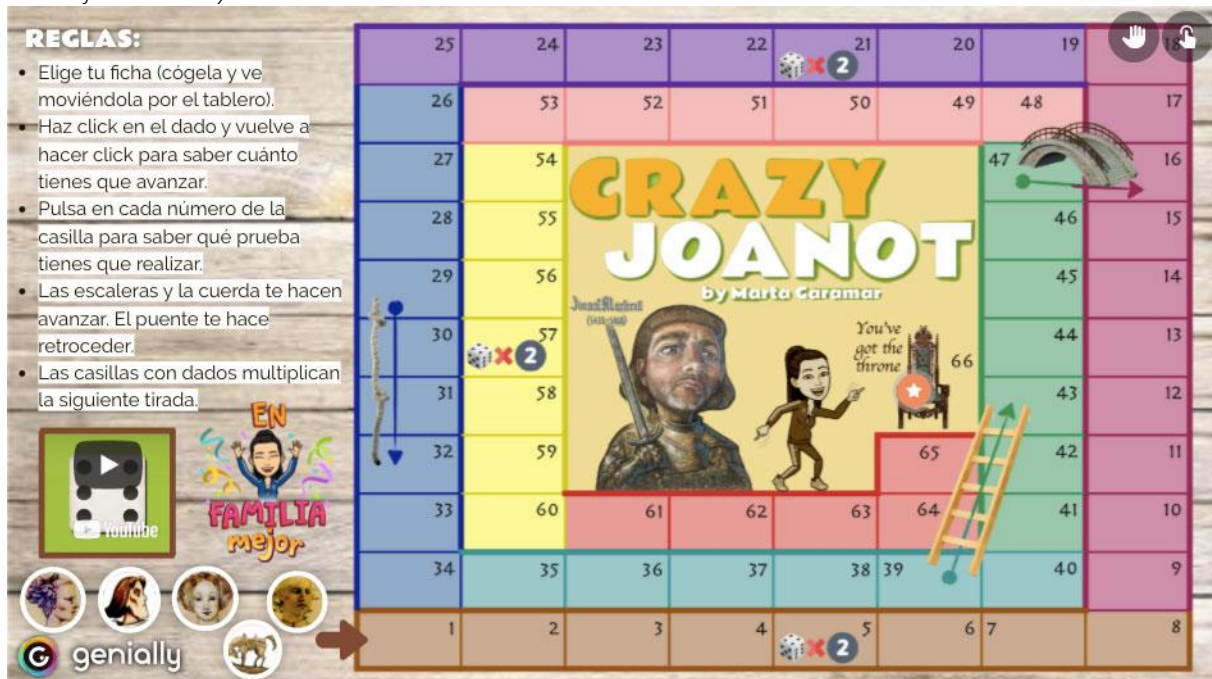 REGLAS:
• Elige tu ficha (cógela y ve
moviéndola por el tablero).
• Haz click en el dado y vuelve a
hacer click para saber cuánto
tienes que avanzar.
• Pulsa en cada número de la
casilla para saber qué prueba
tienes que realizar.
• Las escaleras y la cuerda te hacen
avanzar. El puente te hace
retroceder.
• Las casillas con dados multiplican
la siguiente tirada.
YouTube
EN
FAMILIA
mejor
genially
25 24 23 22 21 20 19 18
x 2
26 53 52 51 50 49 48 17
27 54 47 16
28 55 46 15
29 56 45 14
30 57 44 13
x 2
31 58 43 12
32 59 65 42 11
33 60 61 62 63 64 41 10
34 35 36 37 38 39 40 9
1 2 3 4 5 6 7 8
x 2
CRAZY
JOANOT
by Marta Garamar
Joanot Martorell
You've
got the
throne
66